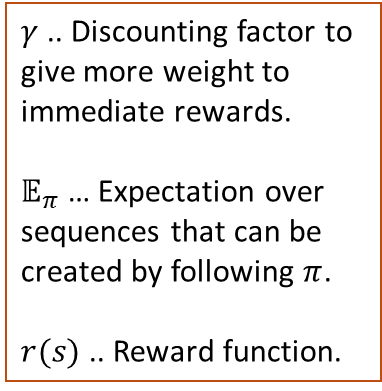 γ .. Discounting factor to
give more weight to
immediate rewards.
𝔼π ... Expectation over
sequences that can be
created by following π.
r(s) .. Reward function.